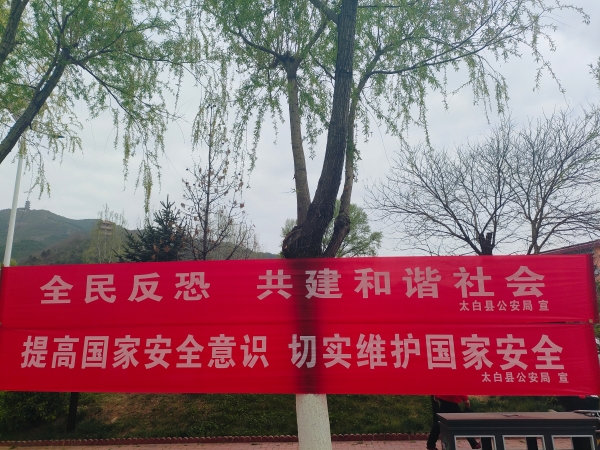 全民反恐 共建和谐社会
太白县公安局 宣
提高国家安全意识 切实维护国家安全
太白县公安局 宣